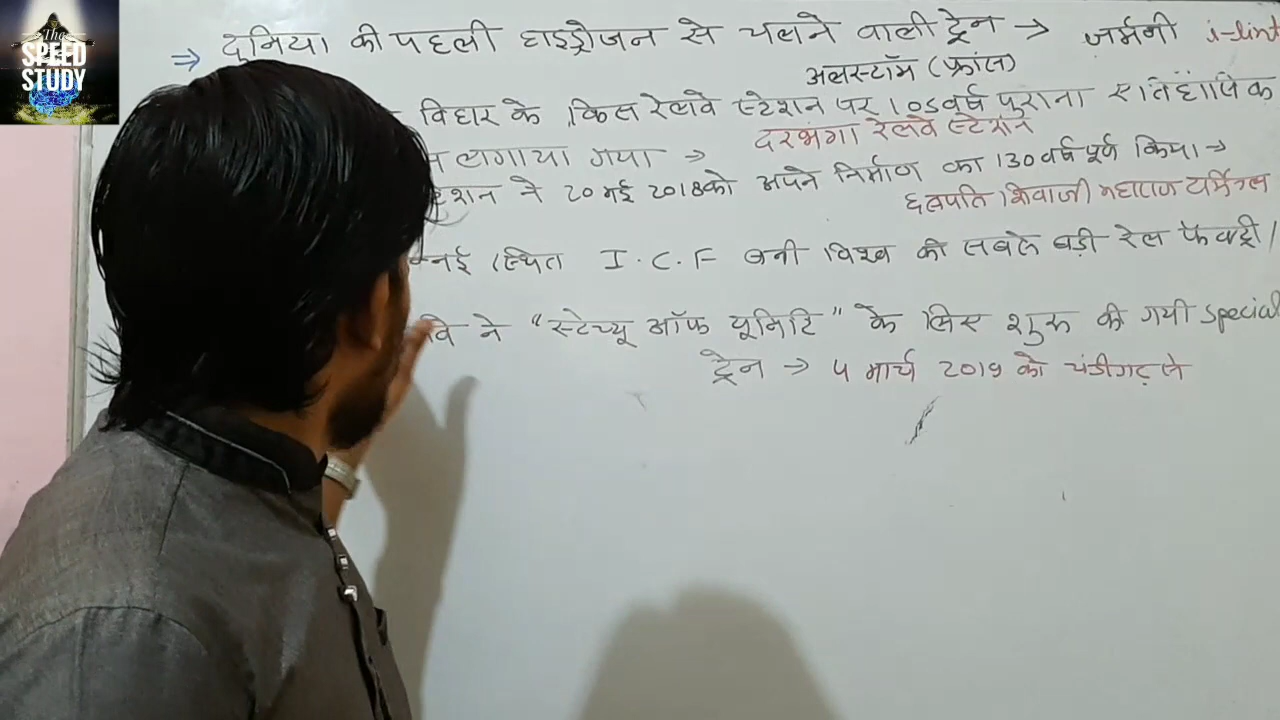 The
SPEED
STUDY
⇒ दुनिया की पहली हाइड्रोजन से चलने वाली ट्रेन → जर्मनी i-lint
अलस्टॉम (फ्रांस)
बिहार के किस रेलवे स्टेशन पर 105 वर्ष पुराना ऐतिहासिक
लगाया गया → दरभंगा रेलवे स्टेशन
ने 20 मई 2018 को अपने निर्माण का 130 वर्ष पूर्ण किया →
छत्रपति शिवाजी महाराज टर्मिनल
स्थित I.C.F बनी विश्व की सबसे बड़ी रेल फैक्ट्री।
ने "स्टेच्यू ऑफ यूनिटि" के लिए शुरू की गयी special
ट्रेन → 4 मार्च 2019 को चंडीगढ़ से